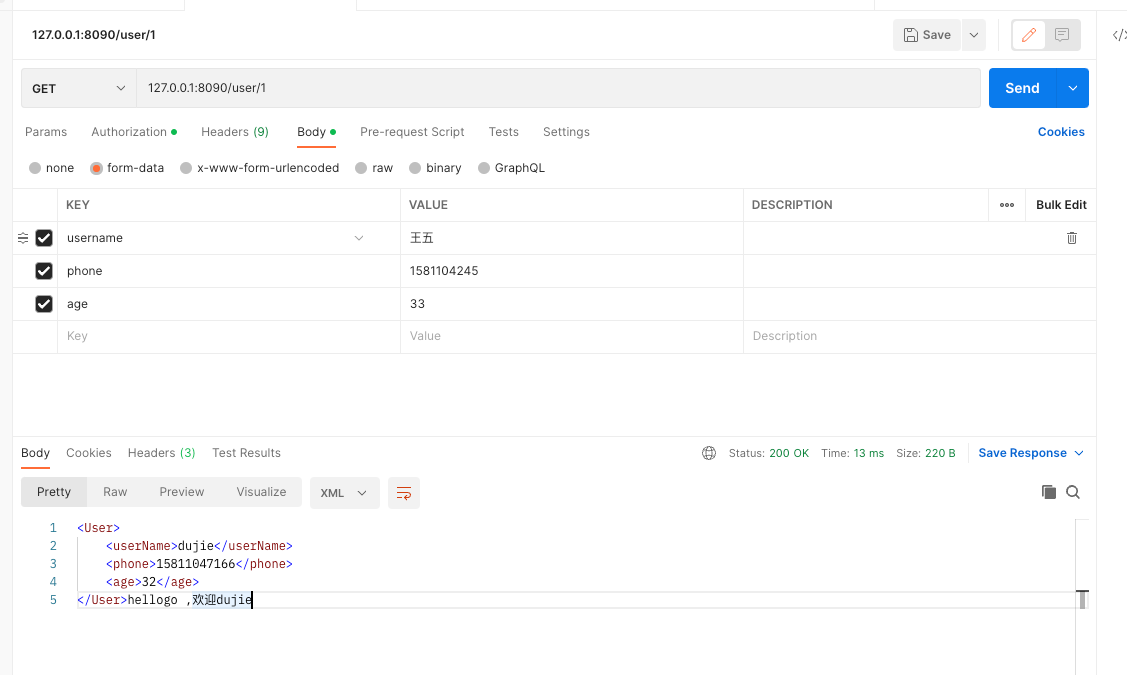 127.0.0.1:8090/user/1 Save </>
GET 127.0.0.1:8090/user/1 Send
Params Authorization Headers (9) Body Pre-request Script Tests Settings Cookies
none form-data x-www-form-urlencoded raw binary GraphQL
KEY VALUE DESCRIPTION Bulk Edit
username 王五
phone 1581104245
age 33
Key Value Description
Body Cookies Headers (3) Test Results Status: 200 OK Time: 13 ms Size: 220 B Save Response
Pretty Raw Preview Visualize XML
1 <User>
2 <userName>dujie</userName>
3 <phone>15811047166</phone>
4 <age>32</age>
5 </User>hellogo ,欢迎dujie